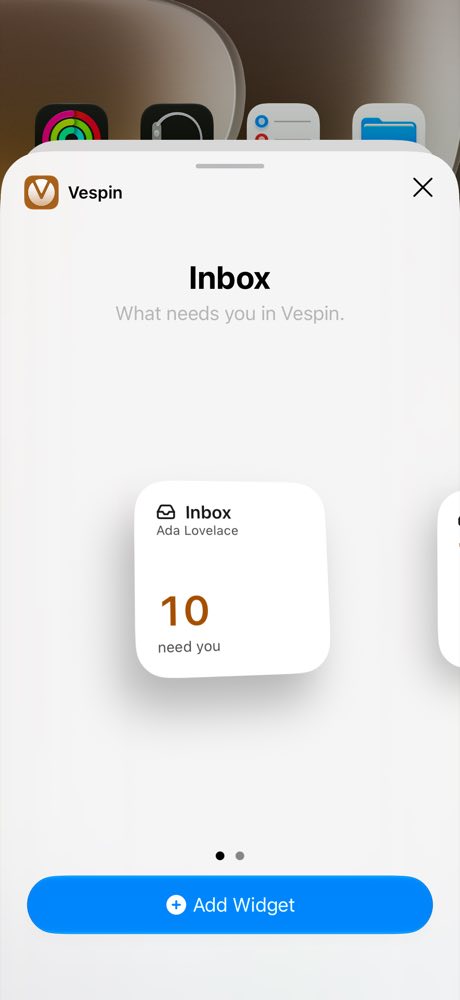 Vespin
Inbox
What needs you in Vespin.
Inbox
Ada Lovelace
10
need you
Add Widget